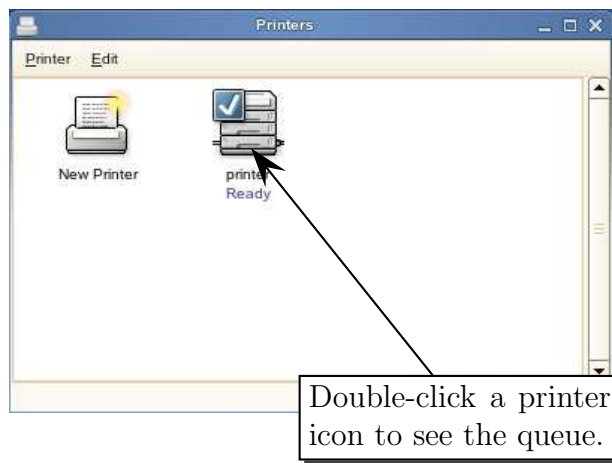 Printers
Printer Edit
New Printer
printer
Ready
Double-click a printer
icon to see the queue.